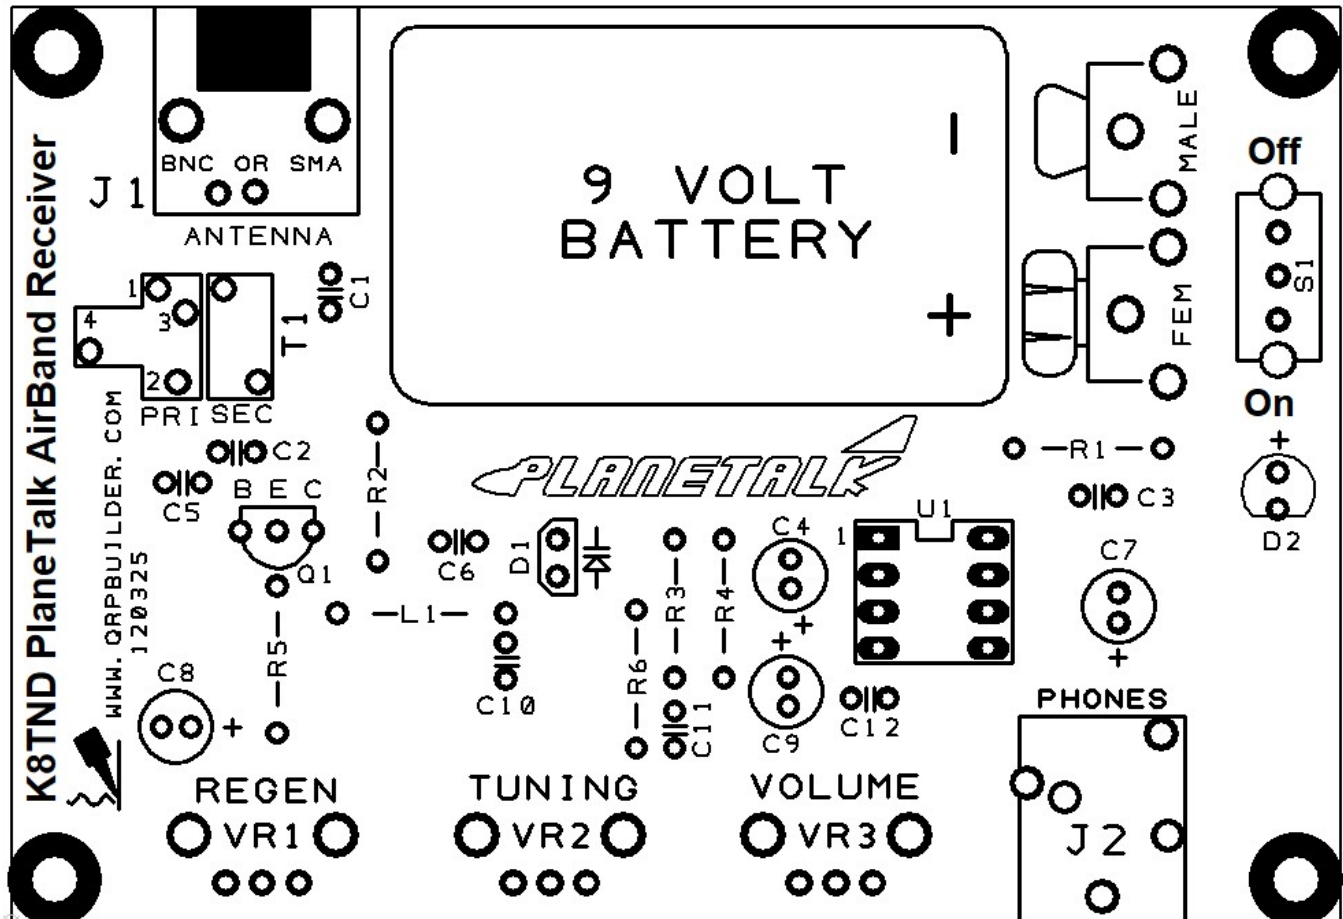 K8TND PlaneTalk AirBand Receiver
WWW.QRPBUILDER.COM
120325
BNC OR SMA
J1
ANTENNA
C1
9 VOLT
BATTERY
-
+
MALE
FEM
Off
S1
On
+
D2
1
3
4
2
T1
PRI
SEC
C2
C5
B E C
Q1
R2
PLANETALK
R1
C3
U1
1
C4
+
C6
D1
R3
R4
C7
+
L1
R5
R6
C10
C11
+
C9
C12
C8
+
PHONES
J2
REGEN
VR1
TUNING
VR2
VOLUME
VR3